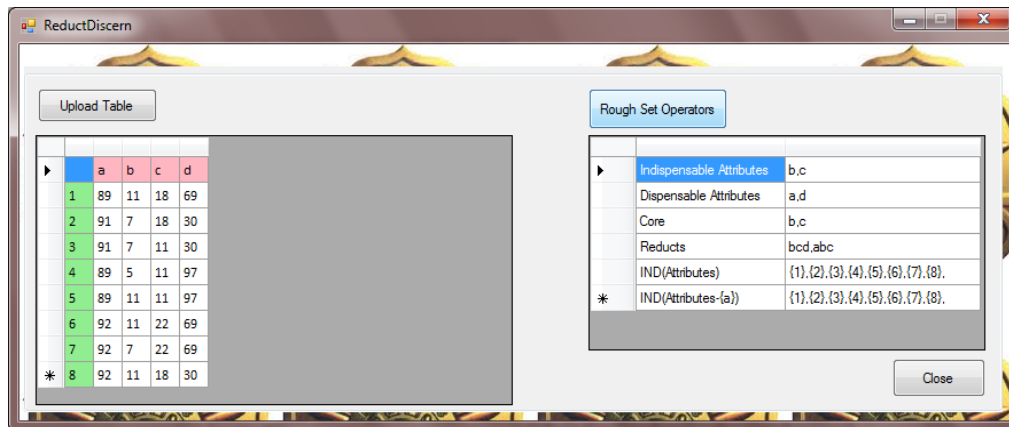 ReductDiscern
Upload Table
a b c d
1 89 11 18 69
2 91 7 18 30
3 91 7 11 30
4 89 5 11 97
5 89 11 11 97
6 92 11 22 69
7 92 7 22 69
8 92 11 18 30
Rough Set Operators
Indispensable Attributes b,c
Dispensable Attributes a,d
Core b,c
Reducts bcd,abc
IND(Attributes) {1},{2},{3},{4},{5},{6},{7},{8},
IND(Attributes-{a}) {1},{2},{3},{4},{5},{6},{7},{8},
Close